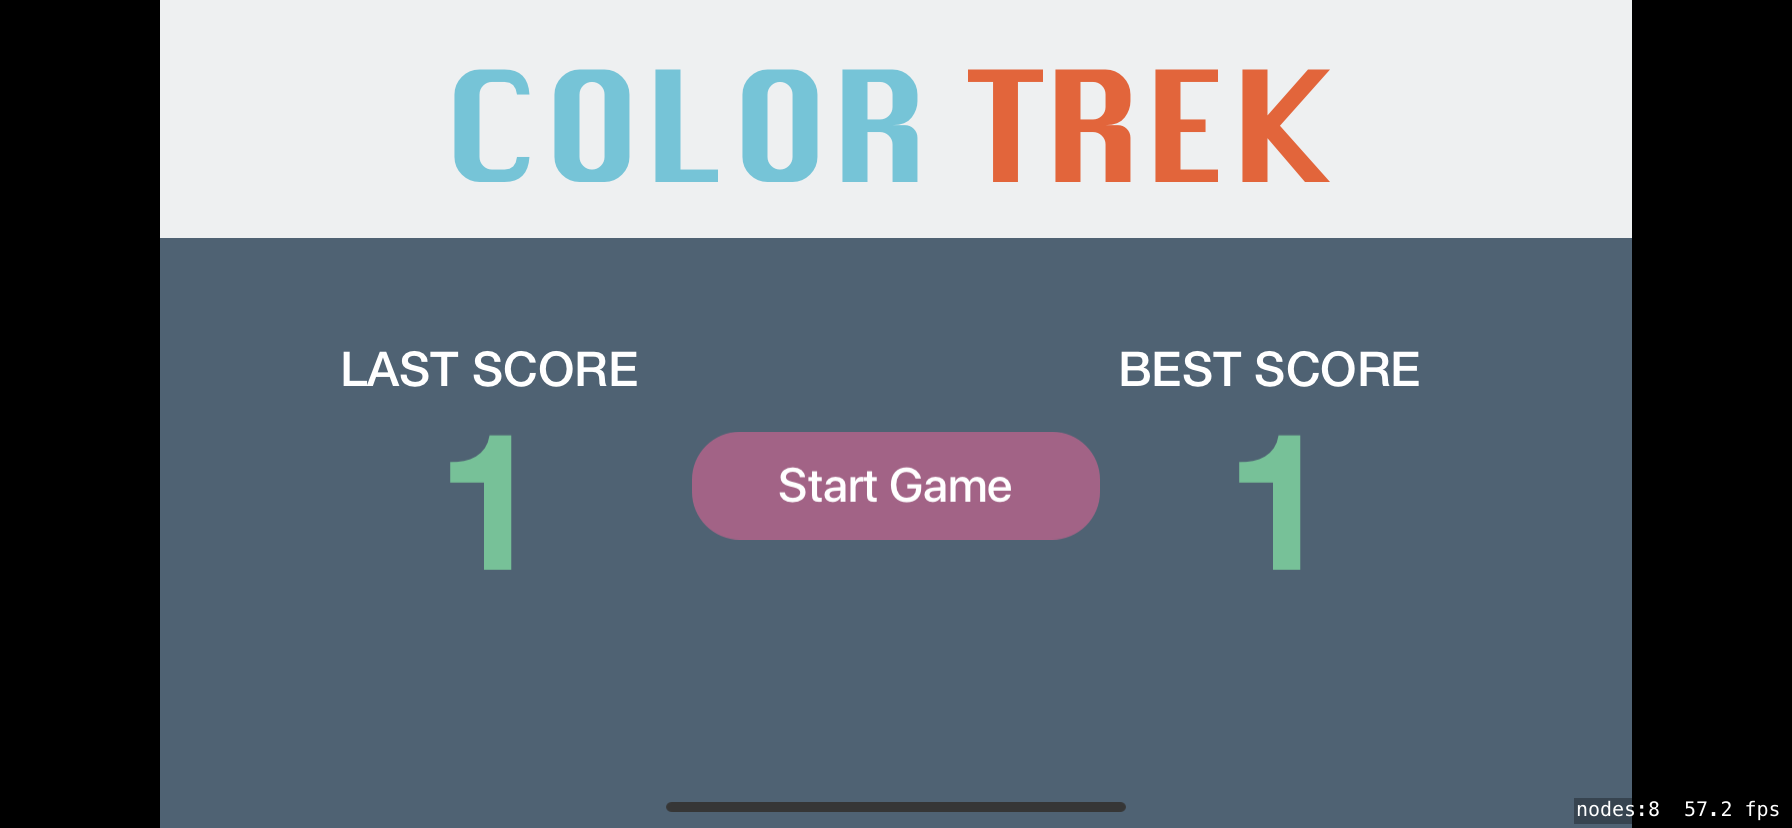 COLOR TREK
LAST SCORE
BEST SCORE
1
Start Game
1
nodes:8  57.2 fps